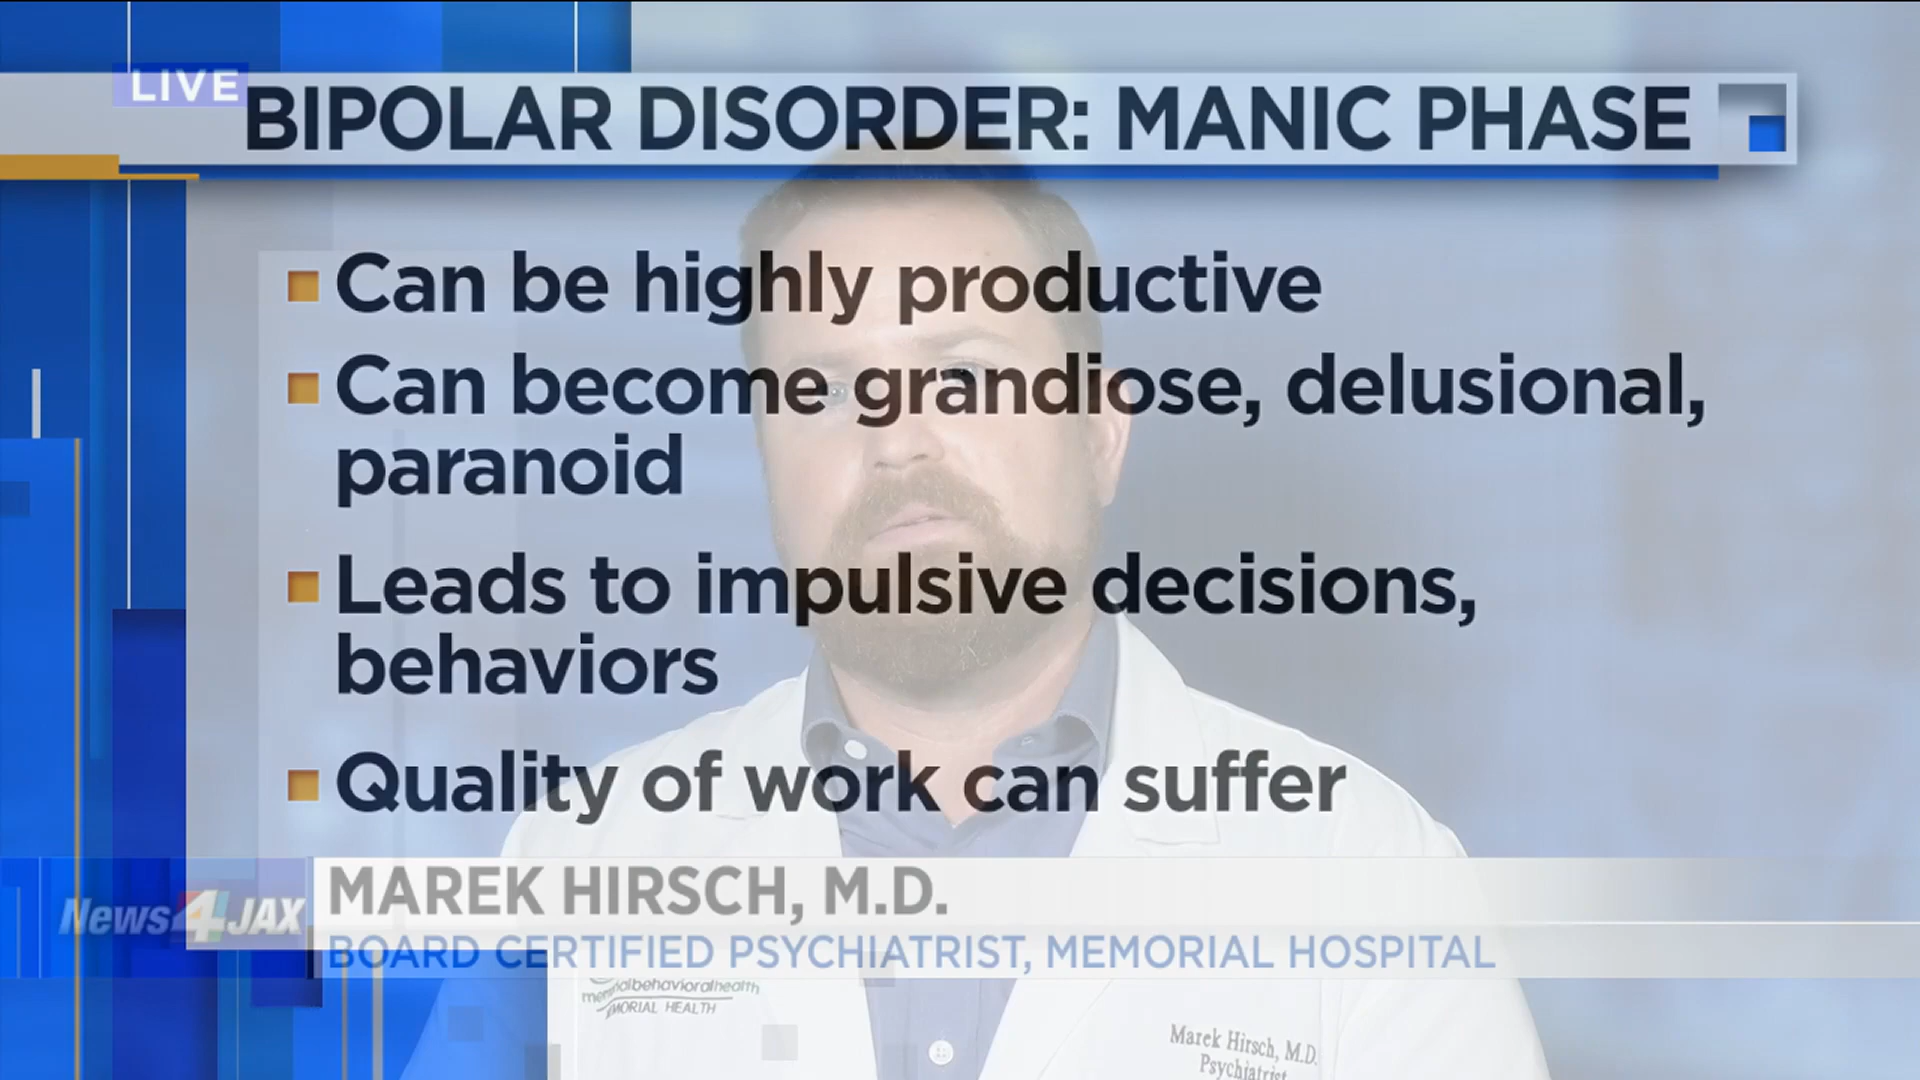 LIVE
BIPOLAR DISORDER: MANIC PHASE
Can be highly productive
Can become grandiose, delusional,
paranoid
Leads to impulsive decisions,
behaviors
Quality of work can suffer
News4JAX
MAREK HIRSCH, M.D.
BOARD CERTIFIED PSYCHIATRIST, MEMORIAL HOSPITAL
memorialbehavioralhealth
MEMORIAL HEALTH
Marek Hirsch, M.D.
Psychiatrist